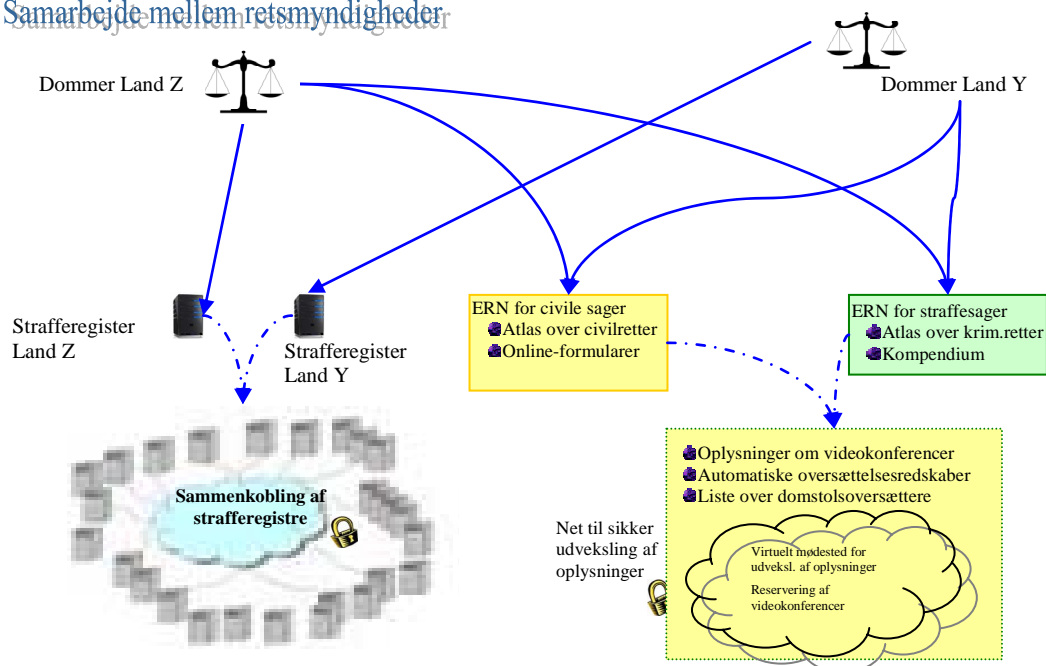 Samarbejde mellem retsmyndigheder
Dommer Land Z
Dommer Land Y
Strafferegister
Land Z
Strafferegister
Land Y
ERN for civile sager
Atlas over civilretter
Online-formularer
ERN for straffesager
Atlas over krim.retter
Kompendium
Sammenkobling af
strafferegistre
Oplysninger om videokonferencer
Automatiske oversættelsesredskaber
Liste over domstolsoversættere
Net til sikker
udveksling af
oplysninger
Virtuelt mødested for
udveksl. af oplysninger
Reservering af
videokonferencer